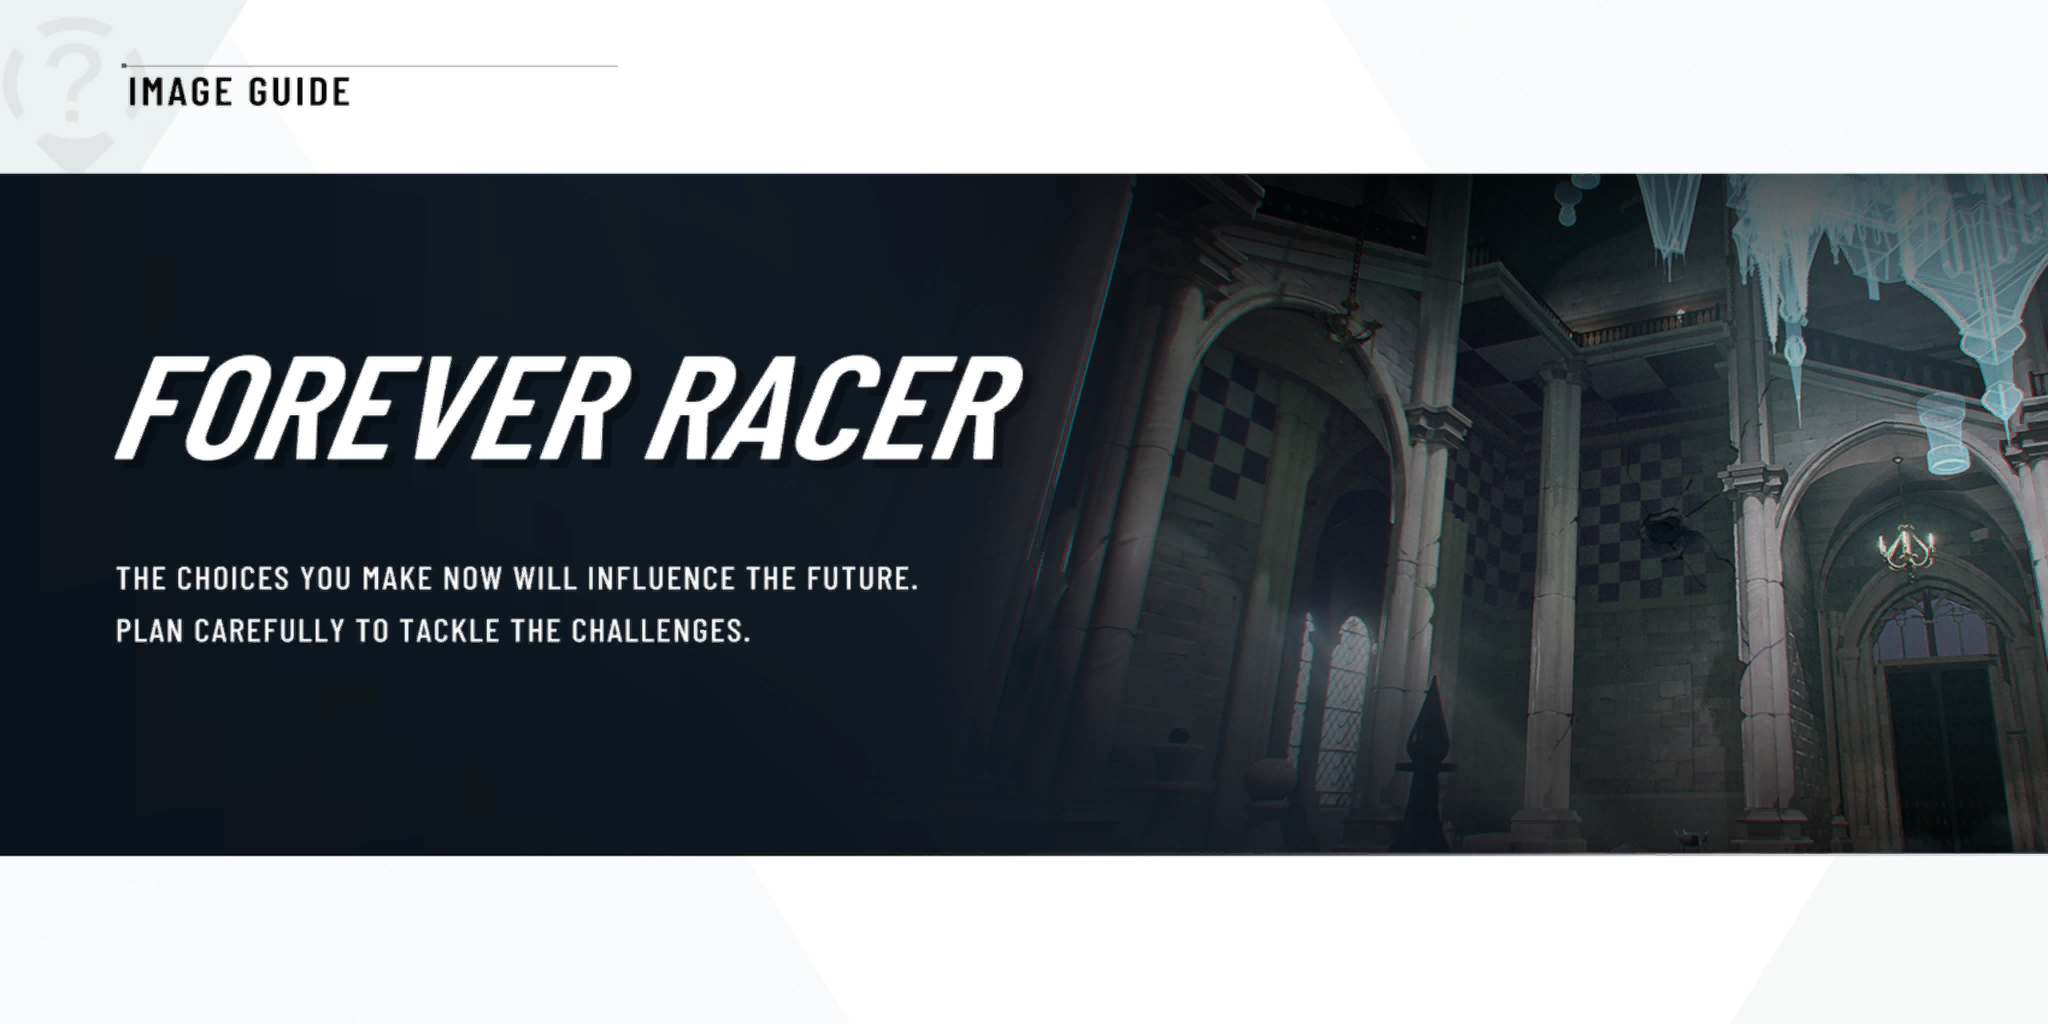 IMAGE GUIDE
FOREVER RACER
THE CHOICES YOU MAKE NOW WILL INFLUENCE THE FUTURE.
PLAN CAREFULLY TO TACKLE THE CHALLENGES.